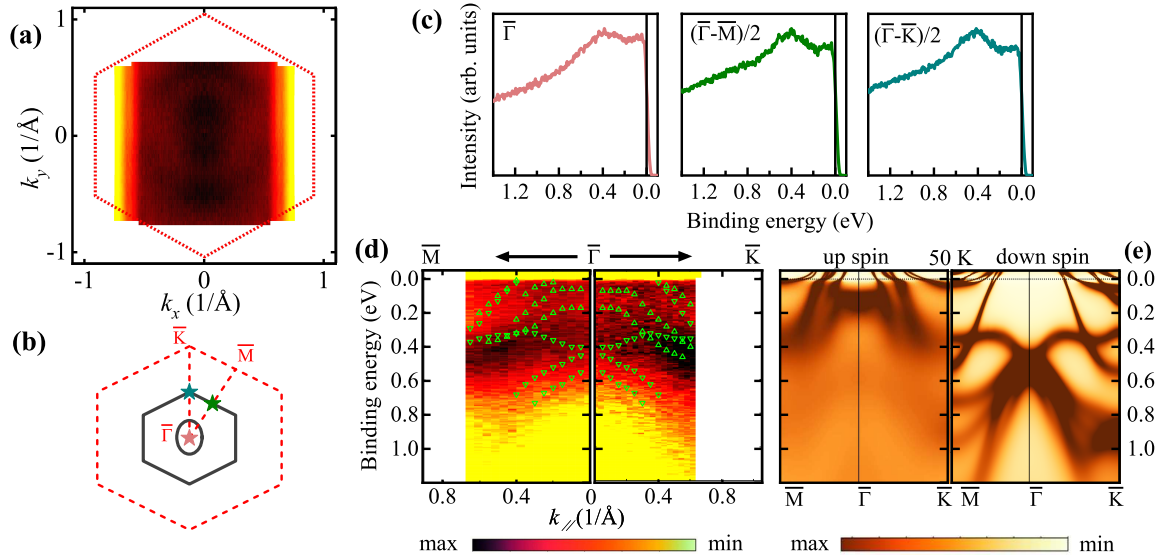 (a)
1
0
-1
k_y (1/Å)
-1 0 1
k_x (1/Å)
(b)
K̅
M̅
Γ̅
(c)
Intensity (arb. units)
Γ̅
(Γ̅-M̅)/2
(Γ̅-K̅)/2
1.2 0.8 0.4 0.0
1.2 0.8 0.4 0.0
1.2 0.8 0.4 0.0
Binding energy (eV)
(d)
M̅ Γ̅ K̅
Binding energy (eV)
0.0
0.2
0.4
0.6
0.8
1.0
0.8 0.4 0 0.4 0.8
k_// (1/Å)
max min
(e)
up spin 50 K down spin
0.0
0.2
0.4
0.6
0.8
1.0
M̅ Γ̅ K̅ M̅ Γ̅ K̅
max min